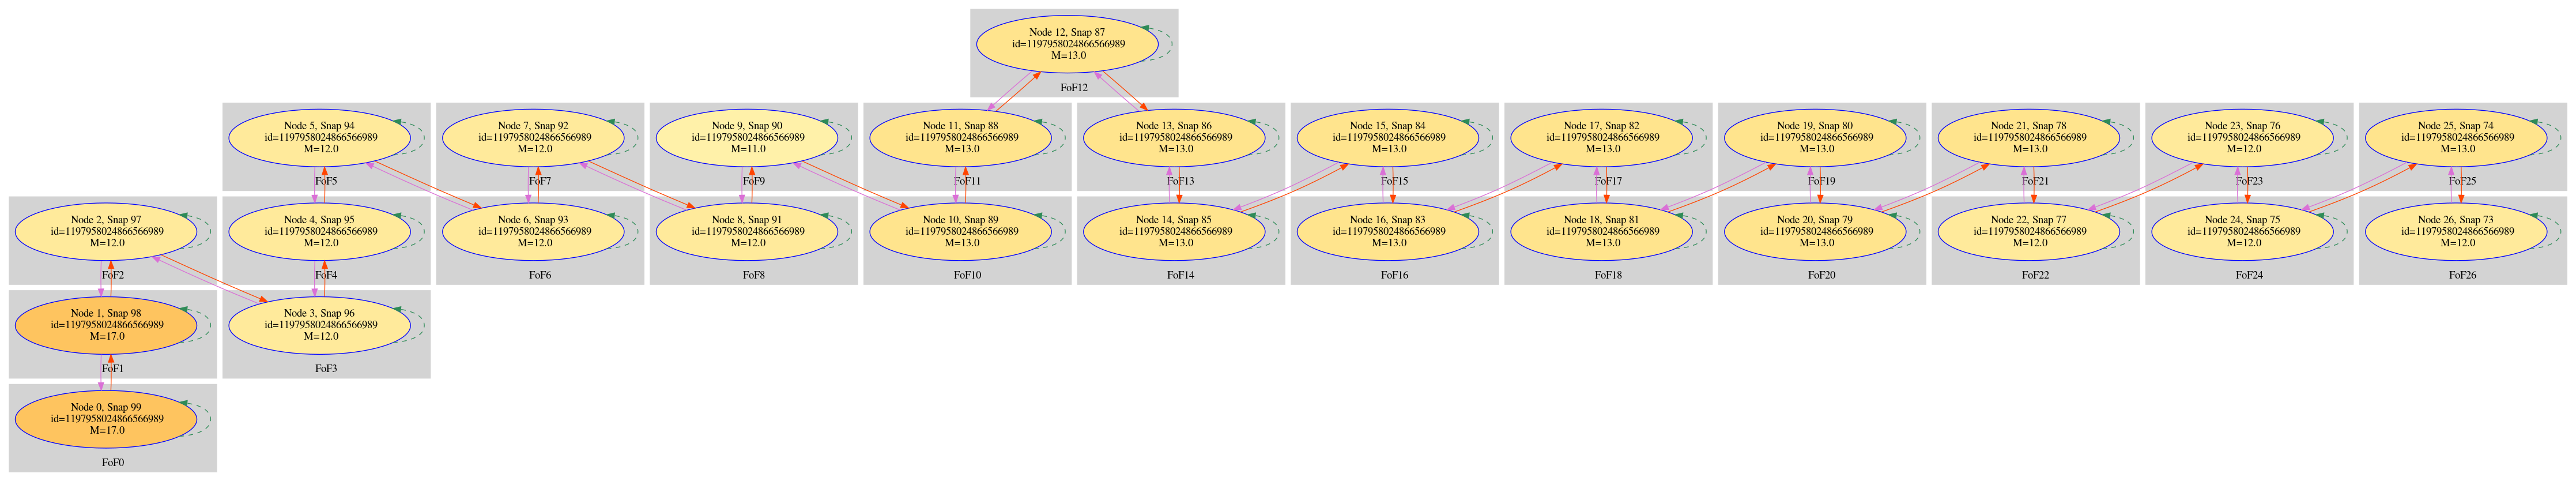 Node 12, Snap 87
id=1197958024866566989
M=13.0
FoF12
Node 5, Snap 94
id=1197958024866566989
M=12.0
FoF5
Node 7, Snap 92
id=1197958024866566989
M=12.0
FoF7
Node 9, Snap 90
id=1197958024866566989
M=11.0
FoF9
Node 11, Snap 88
id=1197958024866566989
M=13.0
FoF11
Node 13, Snap 86
id=1197958024866566989
M=13.0
FoF13
Node 15, Snap 84
id=1197958024866566989
M=13.0
FoF15
Node 17, Snap 82
id=1197958024866566989
M=13.0
FoF17
Node 19, Snap 80
id=1197958024866566989
M=13.0
FoF19
Node 21, Snap 78
id=1197958024866566989
M=13.0
FoF21
Node 23, Snap 76
id=1197958024866566989
M=12.0
FoF23
Node 25, Snap 74
id=1197958024866566989
M=13.0
FoF25
Node 2, Snap 97
id=1197958024866566989
M=12.0
FoF2
Node 4, Snap 95
id=1197958024866566989
M=12.0
FoF4
Node 6, Snap 93
id=1197958024866566989
M=12.0
FoF6
Node 8, Snap 91
id=1197958024866566989
M=12.0
FoF8
Node 10, Snap 89
id=1197958024866566989
M=13.0
FoF10
Node 14, Snap 85
id=1197958024866566989
M=13.0
FoF14
Node 16, Snap 83
id=1197958024866566989
M=13.0
FoF16
Node 18, Snap 81
id=1197958024866566989
M=13.0
FoF18
Node 20, Snap 79
id=1197958024866566989
M=13.0
FoF20
Node 22, Snap 77
id=1197958024866566989
M=12.0
FoF22
Node 24, Snap 75
id=1197958024866566989
M=12.0
FoF24
Node 26, Snap 73
id=1197958024866566989
M=12.0
FoF26
Node 1, Snap 98
id=1197958024866566989
M=17.0
FoF1
Node 3, Snap 96
id=1197958024866566989
M=12.0
FoF3
Node 0, Snap 99
id=1197958024866566989
M=17.0
FoF0